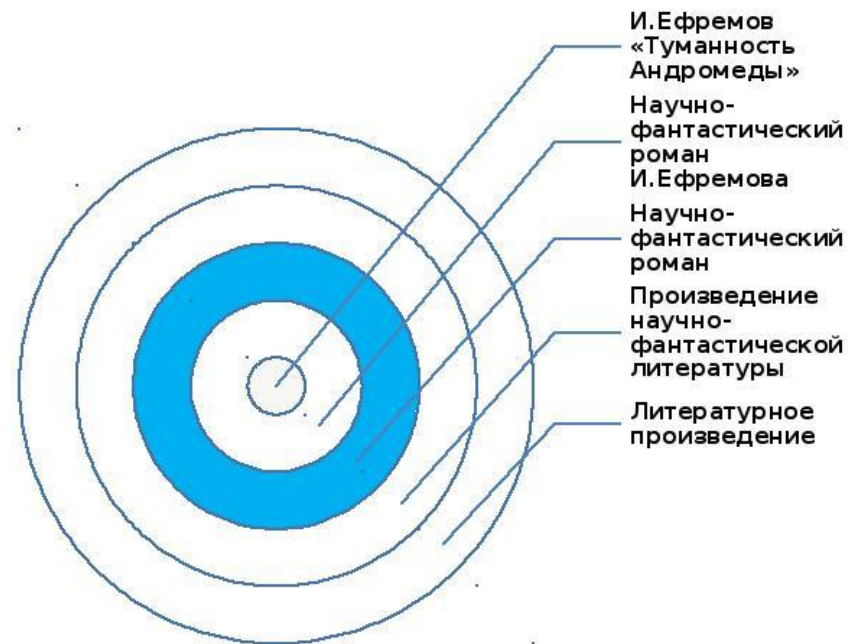 И.Ефремов
«Туманность
Андромеды»
Научно-
фантастический
роман
И.Ефремова
Научно-
фантастический
роман
Произведение
научно-
фантастической
литературы
Литературное
произведение